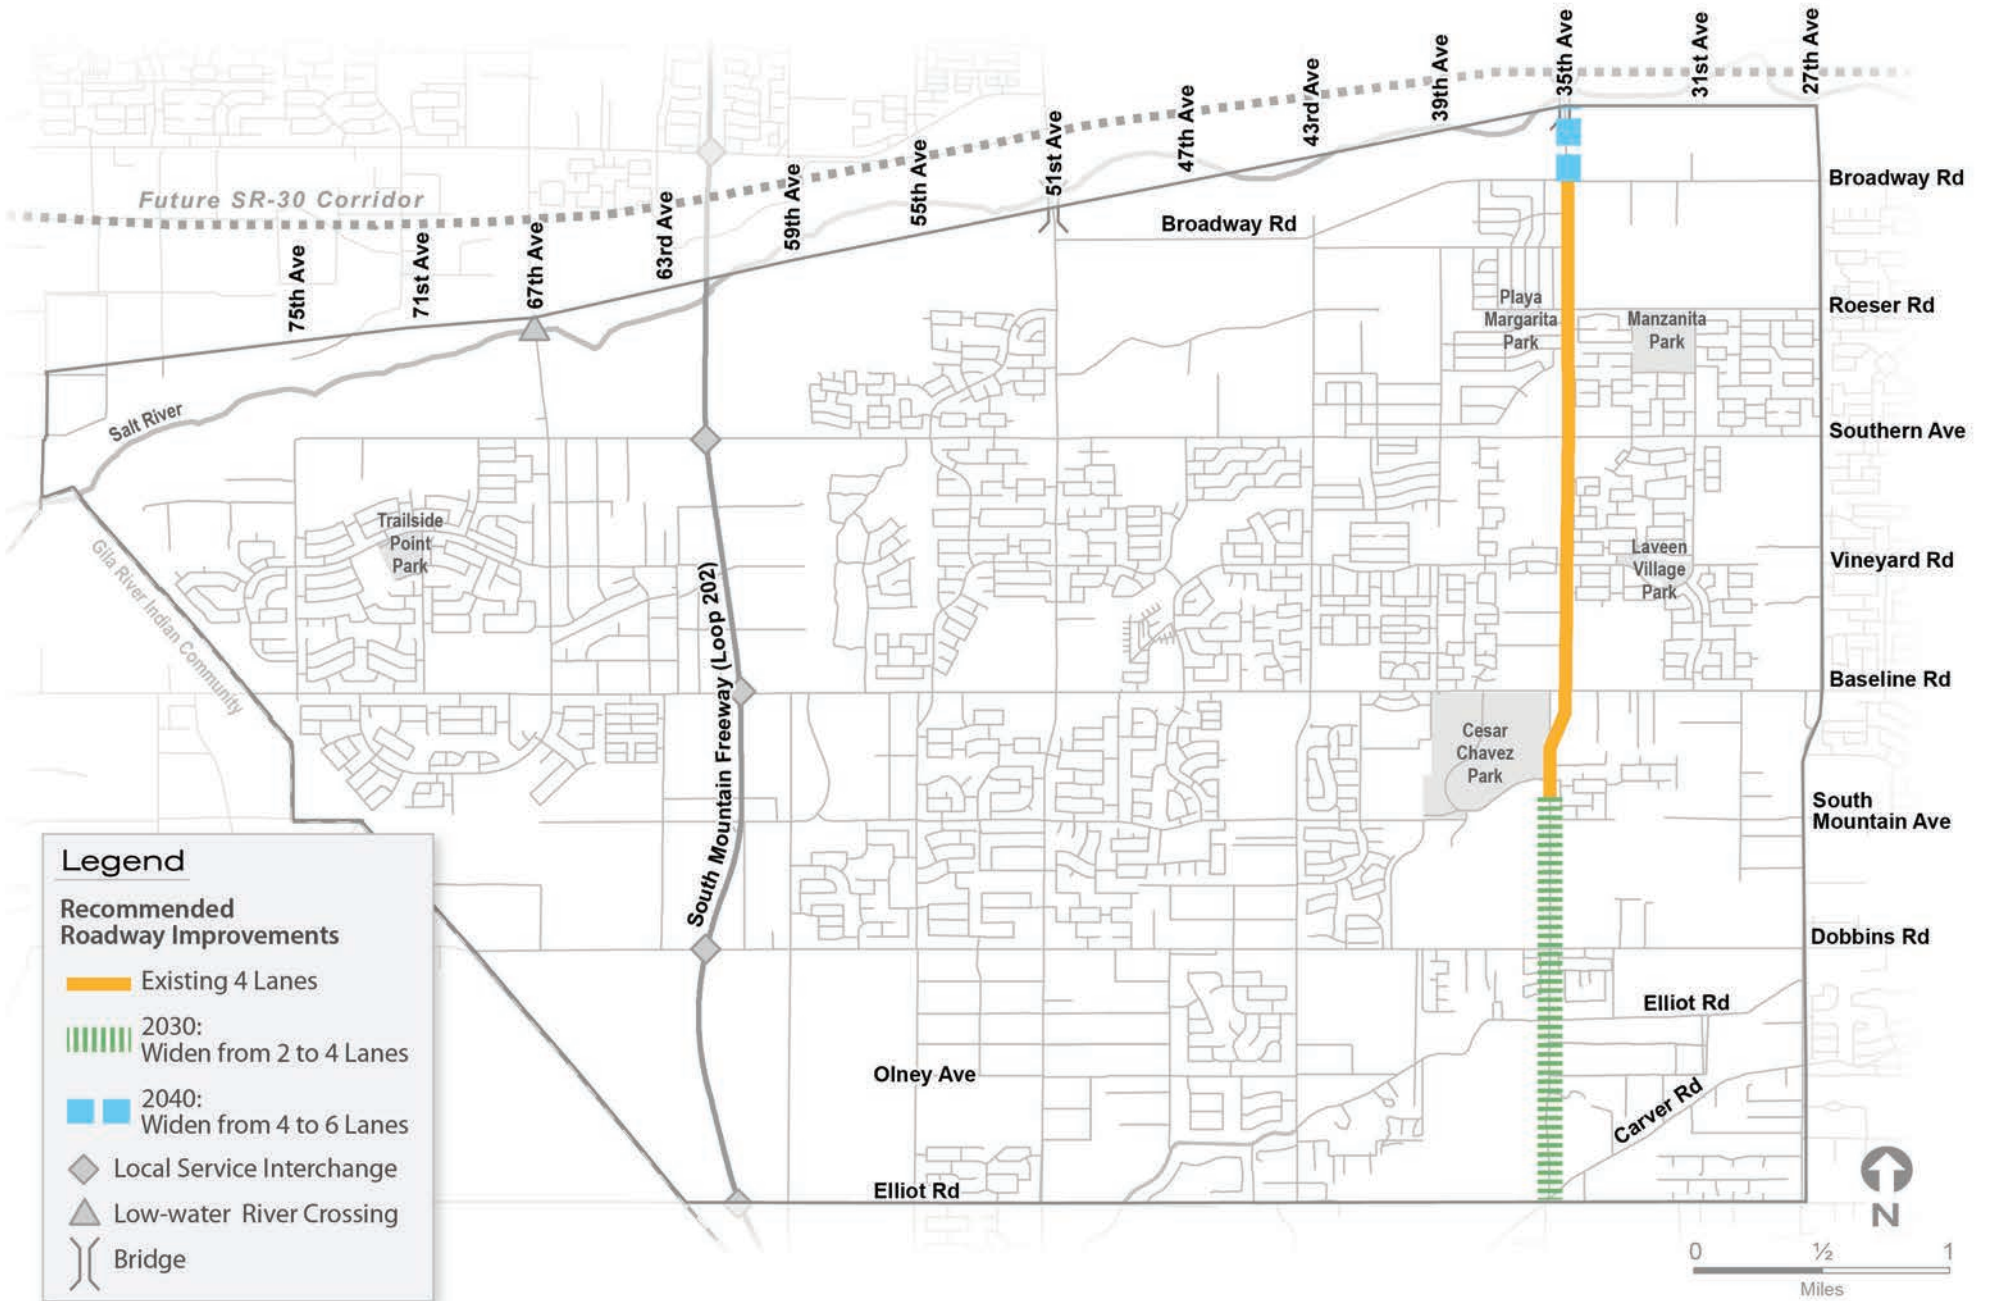 35th Ave
31st Ave
27th Ave
39th Ave
43rd Ave
47th Ave
51st Ave
55th Ave
59th Ave
63rd Ave
67th Ave
71st Ave
75th Ave
Future SR-30 Corridor
Broadway Rd
Broadway Rd
Roeser Rd
Playa
Margarita
Park
Manzanita
Park
Salt River
Southern Ave
Trailside
Point
Park
Laveen
Village
Park
Vineyard Rd
Gila River Indian Community
South Mountain Freeway (Loop 202)
Baseline Rd
Cesar
Chavez
Park
South
Mountain Ave
Dobbins Rd
Elliot Rd
Olney Ave
Carver Rd
Elliot Rd
Legend
Recommended
Roadway Improvements
Existing 4 Lanes
2030:
Widen from 2 to 4 Lanes
2040:
Widen from 4 to 6 Lanes
Local Service Interchange
Low-water River Crossing
Bridge
N
0 ½ 1
Miles